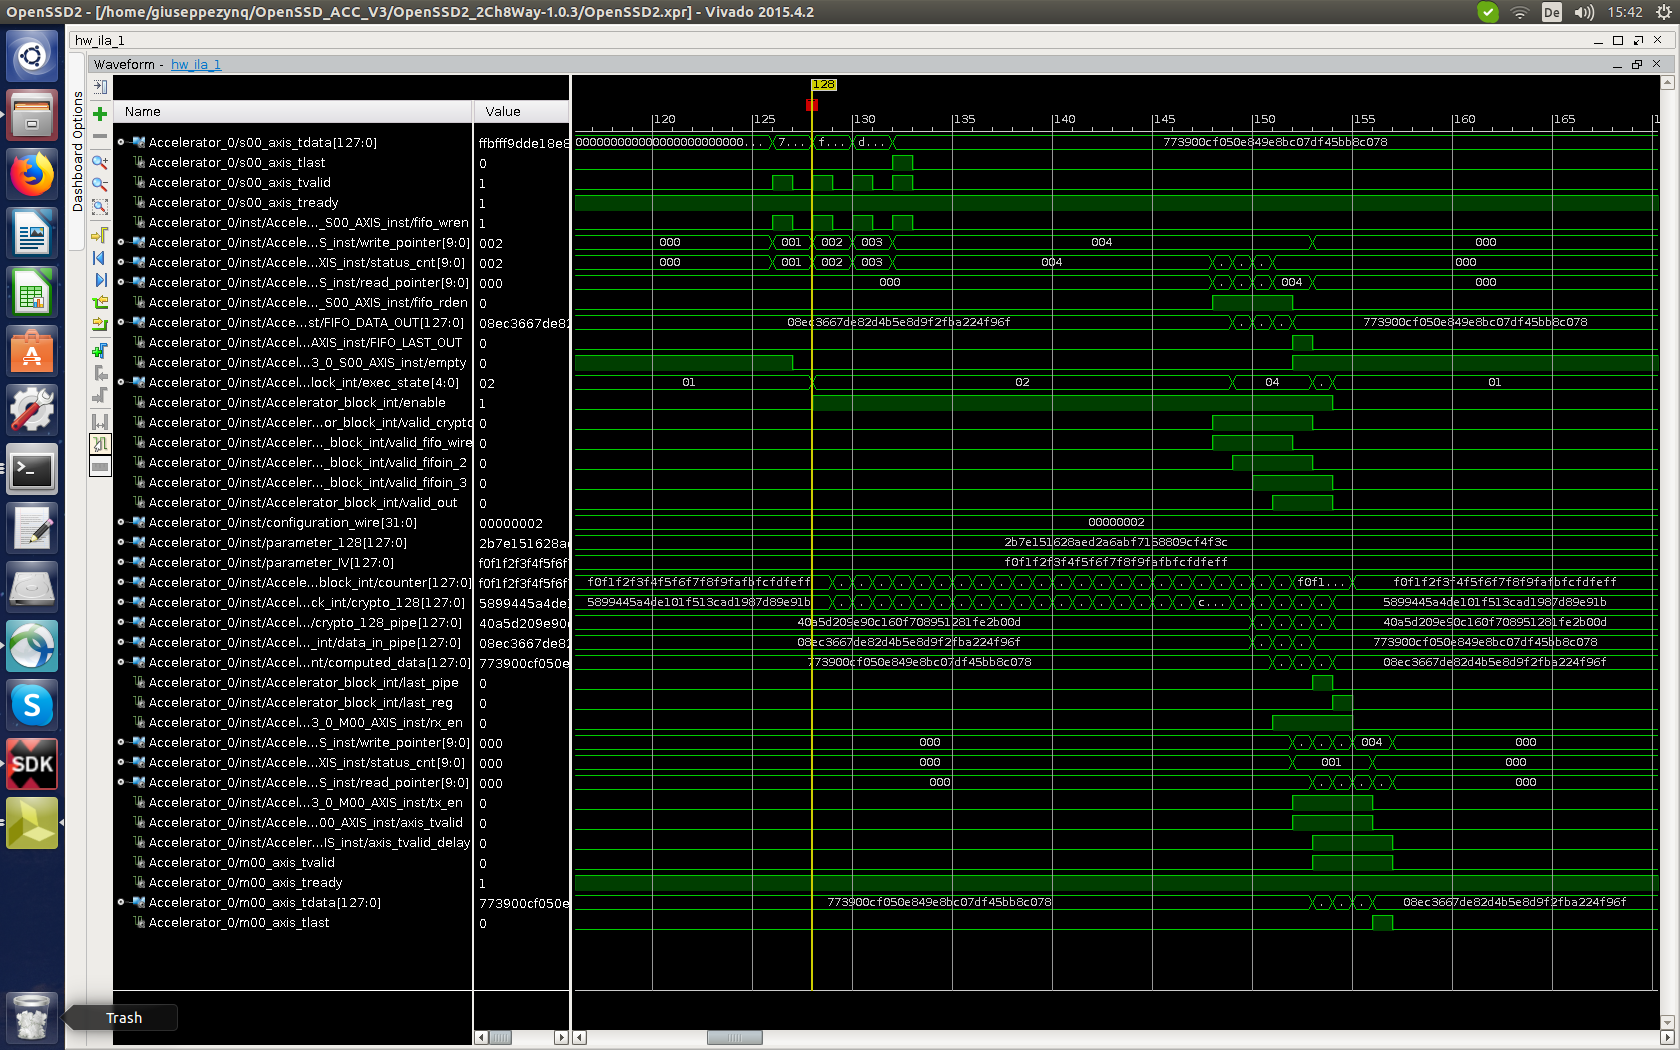 OpenSSD2 - [/home/giuseppezynq/OpenSSD_ACC_V3/OpenSSD2_2Ch8Way-1.0.3/OpenSSD2.xpr] - Vivado 2015.4.2
De
15:42
hw_ila_1
Waveform - hw_ila_1
Dashboard Options
128
Name
Value
120 125 130 135 140 145 150 155 160 165
Accelerator_0/s00_axis_tdata[127:0] ffbfff9dde18e8 00000000000000000000000... 7... f... d... 773900cf050e849e8bc07df45bb8c078
Accelerator_0/s00_axis_tlast 0
Accelerator_0/s00_axis_tvalid 1
Accelerator_0/s00_axis_tready 1
Accelerator_0/inst/Accele..._S00_AXIS_inst/fifo_wren 1
Accelerator_0/inst/Accele...S_inst/write_pointer[9:0] 002 000 001 002 003 004 000
Accelerator_0/inst/Accele...XIS_inst/status_cnt[9:0] 002 000 001 002 003 004 000
Accelerator_0/inst/Accele...S_inst/read_pointer[9:0] 000 000 004 000
Accelerator_0/inst/Accele..._S00_AXIS_inst/fifo_rden 0
Accelerator_0/inst/Acce...st/FIFO_DATA_OUT[127:0] 08ec3667de82 08ec3667de82d4b5e8d9f2fba224f96f 773900cf050e849e8bc07df45bb8c078
Accelerator_0/inst/Accel...AXIS_inst/FIFO_LAST_OUT 0
Accelerator_0/inst/Accel...3_0_S00_AXIS_inst/empty 0
Accelerator_0/inst/Accel...lock_int/exec_state[4:0] 02 01 02 04 01
Accelerator_0/inst/Accelerator_block_int/enable 1
Accelerator_0/inst/Acceler...or_block_int/valid_crypto 0
Accelerator_0/inst/Acceler..._block_int/valid_fifo_wire 0
Accelerator_0/inst/Acceler..._block_int/valid_fifoin_2 0
Accelerator_0/inst/Acceler..._block_int/valid_fifoin_3 0
Accelerator_0/inst/Accelerator_block_int/valid_out 0
Accelerator_0/inst/configuration_wire[31:0] 00000002 00000002
Accelerator_0/inst/parameter_128[127:0] 2b7e151628ae 2b7e151628aed2a6abf7158809cf4f3c
Accelerator_0/inst/parameter_IV[127:0] f0f1f2f3f4f5f6f f0f1f2f3f4f5f6f7f8f9fafbfcfdfeff
Accelerator_0/inst/Accele...block_int/counter[127:0] f0f1f2f3f4f5f6f f0f1f2f3f4f5f6f7f8f9fafbfcfdfeff f0f1... f0f1f2f3f4f5f6f7f8f9fafbfcfdfeff
Accelerator_0/inst/Accele...ck_int/crypto_128[127:0] 5899445a4de1 5899445a4de101f513cad1987d89e91b c... 5899445a4de101f513cad1987d89e91b
Accelerator_0/inst/Accel.../crypto_128_pipe[127:0] 40a5d209e90c 40a5d209e90c160f708951281fe2b00d 40a5d209e90c160f708951281fe2b00d
Accelerator_0/inst/Accel..._int/data_in_pipe[127:0] 08ec3667de82 08ec3667de82d4b5e8d9f2fba224f96f 773900cf050e849e8bc07df45bb8c078
Accelerator_0/inst/Accel...nt/computed_data[127:0] 773900cf050e 773900cf050e849e8bc07df45bb8c078 08ec3667de82d4b5e8d9f2fba224f96f
Accelerator_0/inst/Accelerator_block_int/last_pipe 0
Accelerator_0/inst/Accelerator_block_int/last_reg 0
Accelerator_0/inst/Accel...3_0_M00_AXIS_inst/rx_en 0
Accelerator_0/inst/Accele...S_inst/write_pointer[9:0] 000 000 004 000
Accelerator_0/inst/Accele...XIS_inst/status_cnt[9:0] 000 000 001 000
Accelerator_0/inst/Accele...S_inst/read_pointer[9:0] 000 000 000
Accelerator_0/inst/Accel...3_0_M00_AXIS_inst/tx_en 0
Accelerator_0/inst/Accele...00_AXIS_inst/axis_tvalid 0
Accelerator_0/inst/Acceler...IS_inst/axis_tvalid_delay 0
Accelerator_0/m00_axis_tvalid 0
Accelerator_0/m00_axis_tready 1
Accelerator_0/m00_axis_tdata[127:0] 773900cf050e 773900cf050e849e8bc07df45bb8c078 08ec3667de82d4b5e8d9f2fba224f96f
Accelerator_0/m00_axis_tlast 0
SDK
Trash